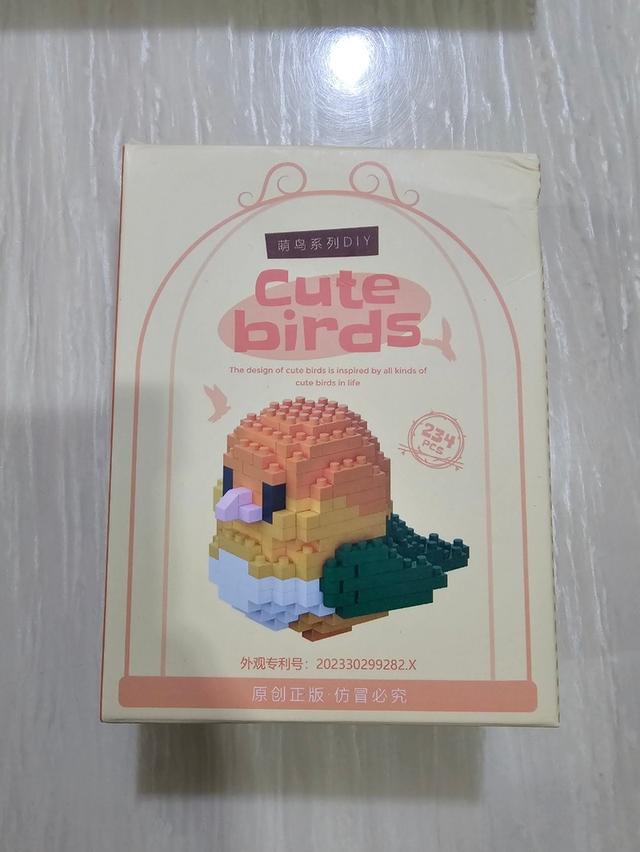 萌鸟系列DIY
Cute
birds
The design of cute birds is inspired by all kinds of
cute birds in life
234
PCS
外观专利号：202330299282.X
原创正版·仿冒必究